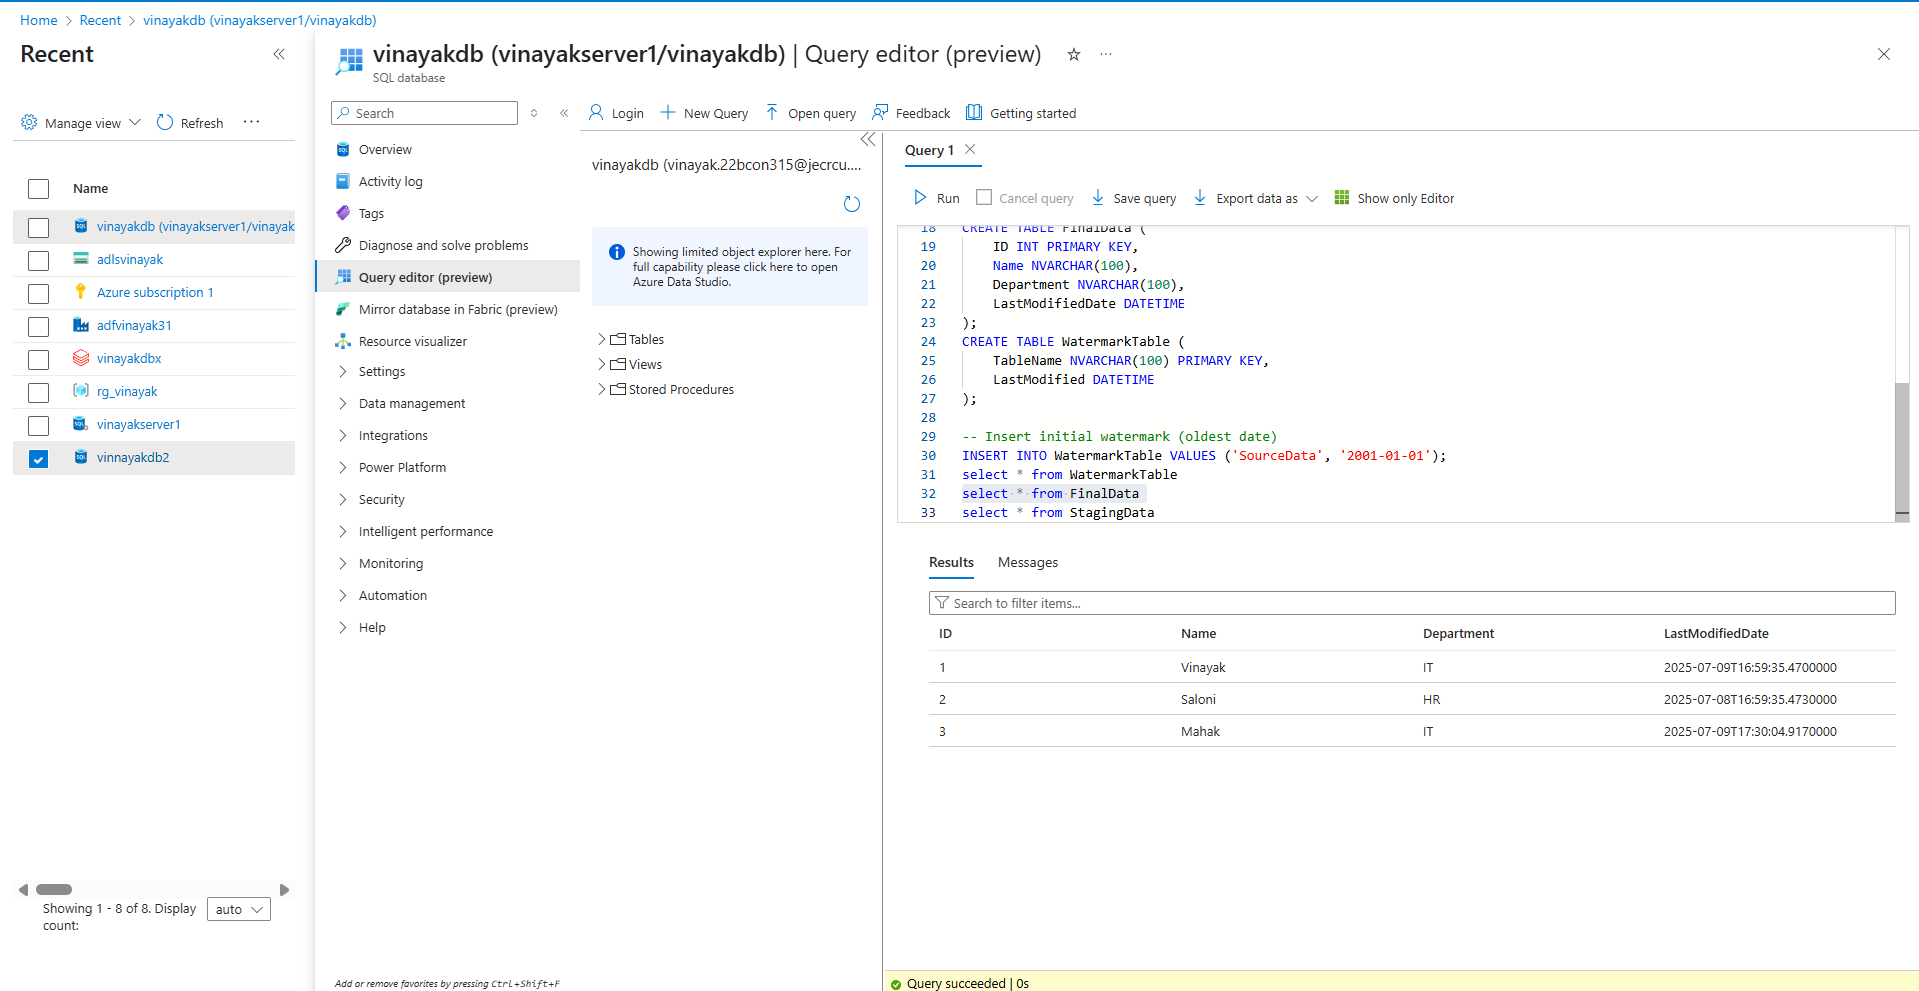 Home > Recent > vinayakdb (vinayakserver1/vinayakdb)
Recent
Manage view
Refresh
Name
vinayakdb (vinayakserver1/vinayak
adlsvinayak
Azure subscription 1
adfvinayak31
vinayakdbx
rg_vinayak
vinayakserver1
vinnayakdb2
Showing 1 - 8 of 8. Display count:
auto
vinayakdb (vinayakserver1/vinayakdb) | Query editor (preview)
SQL database
Search
Overview
Activity log
Tags
Diagnose and solve problems
Query editor (preview)
Mirror database in Fabric (preview)
Resource visualizer
Settings
Data management
Integrations
Power Platform
Security
Intelligent performance
Monitoring
Automation
Help
Add or remove favorites by pressing Ctrl+Shift+F
Login
New Query
Open query
Feedback
Getting started
vinayakdb (vinayak.22bcon315@jecrcu....
Showing limited object explorer here. For
full capability please click here to open
Azure Data Studio.
Tables
Views
Stored Procedures
Query 1
Run
Cancel query
Save query
Export data as
Show only Editor
18 CREATE TABLE FinalData (
19 ID INT PRIMARY KEY,
20 Name NVARCHAR(100),
21 Department NVARCHAR(100),
22 LastModifiedDate DATETIME
23 );
24 CREATE TABLE WatermarkTable (
25 TableName NVARCHAR(100) PRIMARY KEY,
26 LastModified DATETIME
27 );
28
29 -- Insert initial watermark (oldest date)
30 INSERT INTO WatermarkTable VALUES ('SourceData', '2001-01-01');
31 select * from WatermarkTable
32 select * from FinalData
33 select * from StagingData
Results
Messages
Search to filter items...
ID Name Department LastModifiedDate
1 Vinayak IT 2025-07-09T16:59:35.4700000
2 Saloni HR 2025-07-08T16:59:35.4730000
3 Mahak IT 2025-07-09T17:30:04.9170000
Query succeeded | 0s